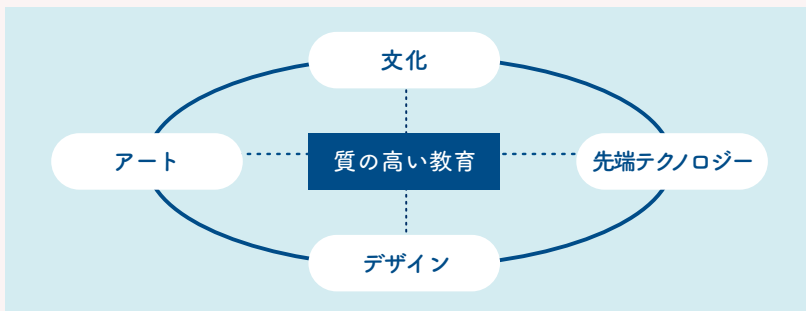 文化
アート
質の高い教育
先端テクノロジー
デザイン